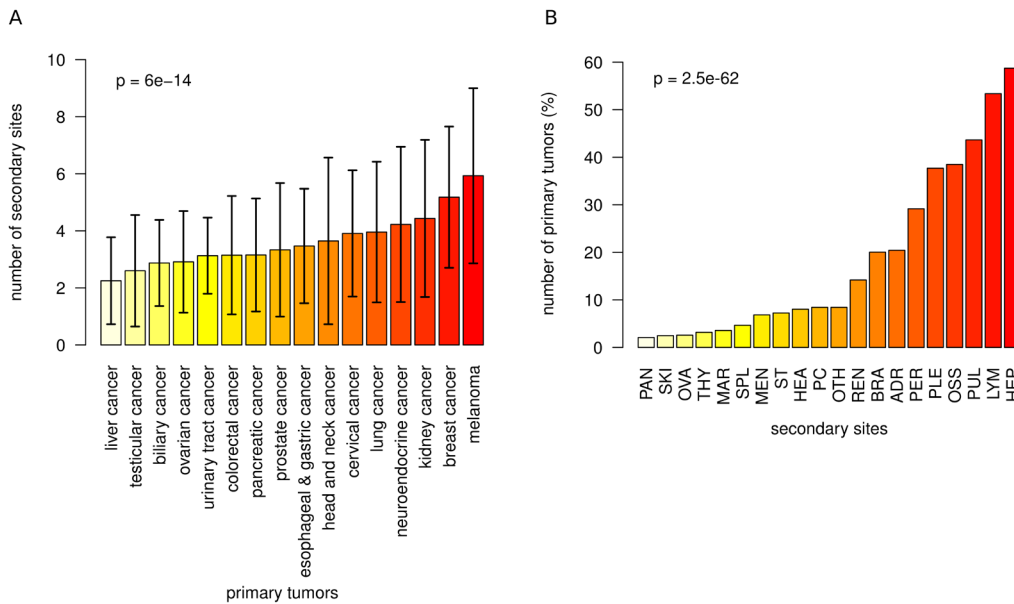 A
p = 6e−14
number of secondary sites
10
8
6
4
2
0
liver cancer
testicular cancer
biliary cancer
ovarian cancer
urinary tract cancer
colorectal cancer
pancreatic cancer
prostate cancer
esophageal & gastric cancer
head and neck cancer
cervical cancer
lung cancer
neuroendocrine cancer
kidney cancer
breast cancer
melanoma
primary tumors
B
p = 2.5e-62
number of primary tumors (%)
60
50
40
30
20
10
0
PAN
SKI
OVA
THY
MAR
SPL
MEN
ST
HEA
PC
OTH
REN
BRA
ADR
PER
PLE
OSS
PUL
LYM
HEP
secondary sites